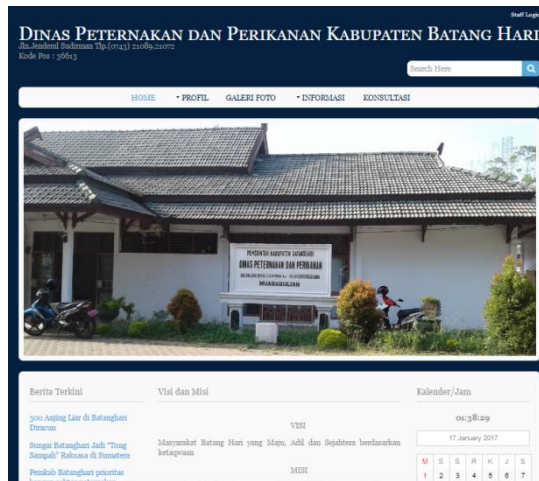 Staff Login
DINAS PETERNAKAN DAN PERIKANAN KABUPATEN BATANG HARI
Jln.Jenderal Sudirman Tlp.(0743) 21089,21072
Kode Pos : 36613
Search Here
HOME PROFIL GALERI FOTO INFORMASI KONSULTASI
PEMERINTAH KABUPATEN BATANGHARI
DINAS PETERNAKAN DAN PERIKANAN
MUARABULIAN
Berita Terkini
300 Anjing Liar di Batanghari
Diracun
Sungai Batanghari Jadi "Tong
Sampah" Raksasa di Sumatera
Pemkab Batanghari prioritas
Visi dan Misi
VISI
Masyarakat Batang Hari yang Maju, Adil dan Sejahtera berdasarkan
ketaqwaan
MISI
Kalender/Jam
01:38:29
17 January 2017
M S S R K J S
1 2 3 4 5 6 7